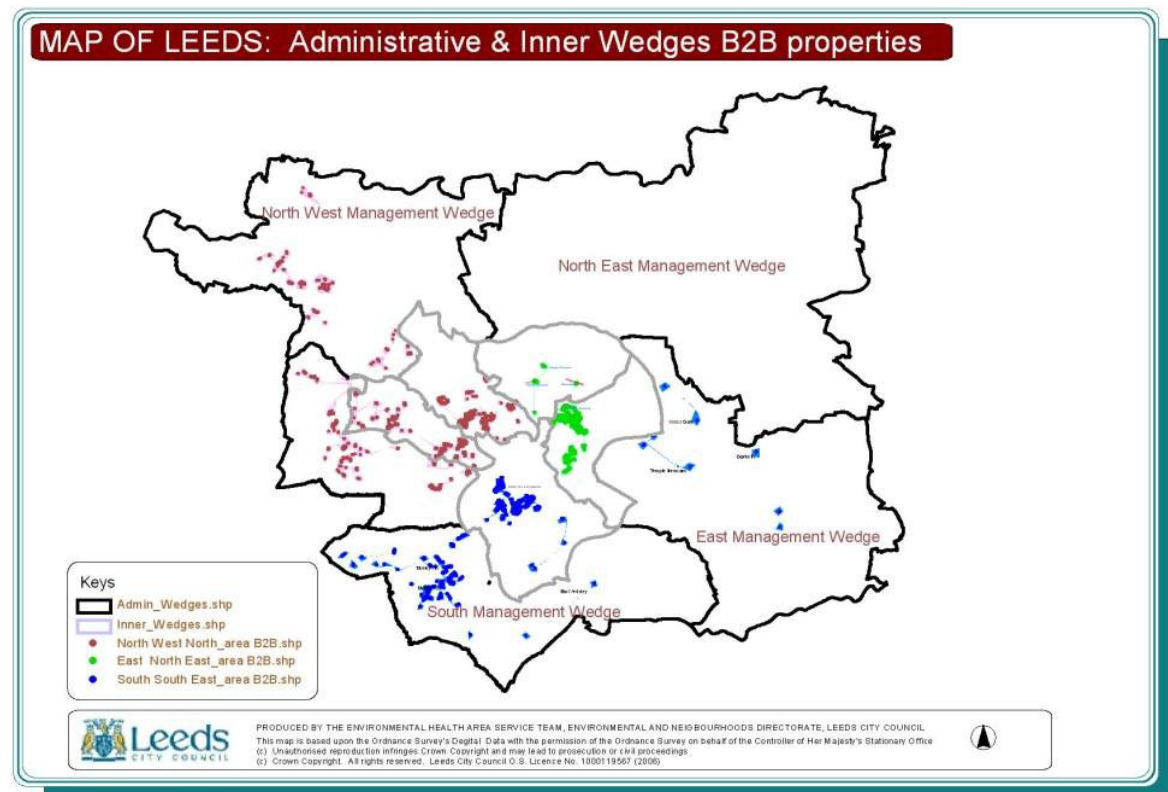 MAP OF LEEDS: Administrative & Inner Wedges B2B properties
North West Management Wedge
North East Management Wedge
East Management Wedge
South Management Wedge
Keys
Admin_Wedges.shp
Inner_Wedges.shp
North West North_area B2B.shp
East North East_area B2B.shp
South South East_area B2B.shp
Leeds
CITY COUNCIL
PRODUCED BY THE ENVIRONMENTAL HEALTH AREA SERVICE TEAM, ENVIRONMENTAL AND NEIGBOURHOODS DIRECTORATE, LEEDS CITY COUNCIL
This map is based upon the Ordnance Survey's Degital Data with the permission of the Ordnance Survey on behalf of the Controller of Her Majesty's Stationary Office
(c) Unauthorised reproduction infringes Crown Copyright and may lead to prosecution or civil proceedings
(c) Crown Copyright. All rights reserved. Leeds City Council O.S. Licence No. 1000119567 (2006)